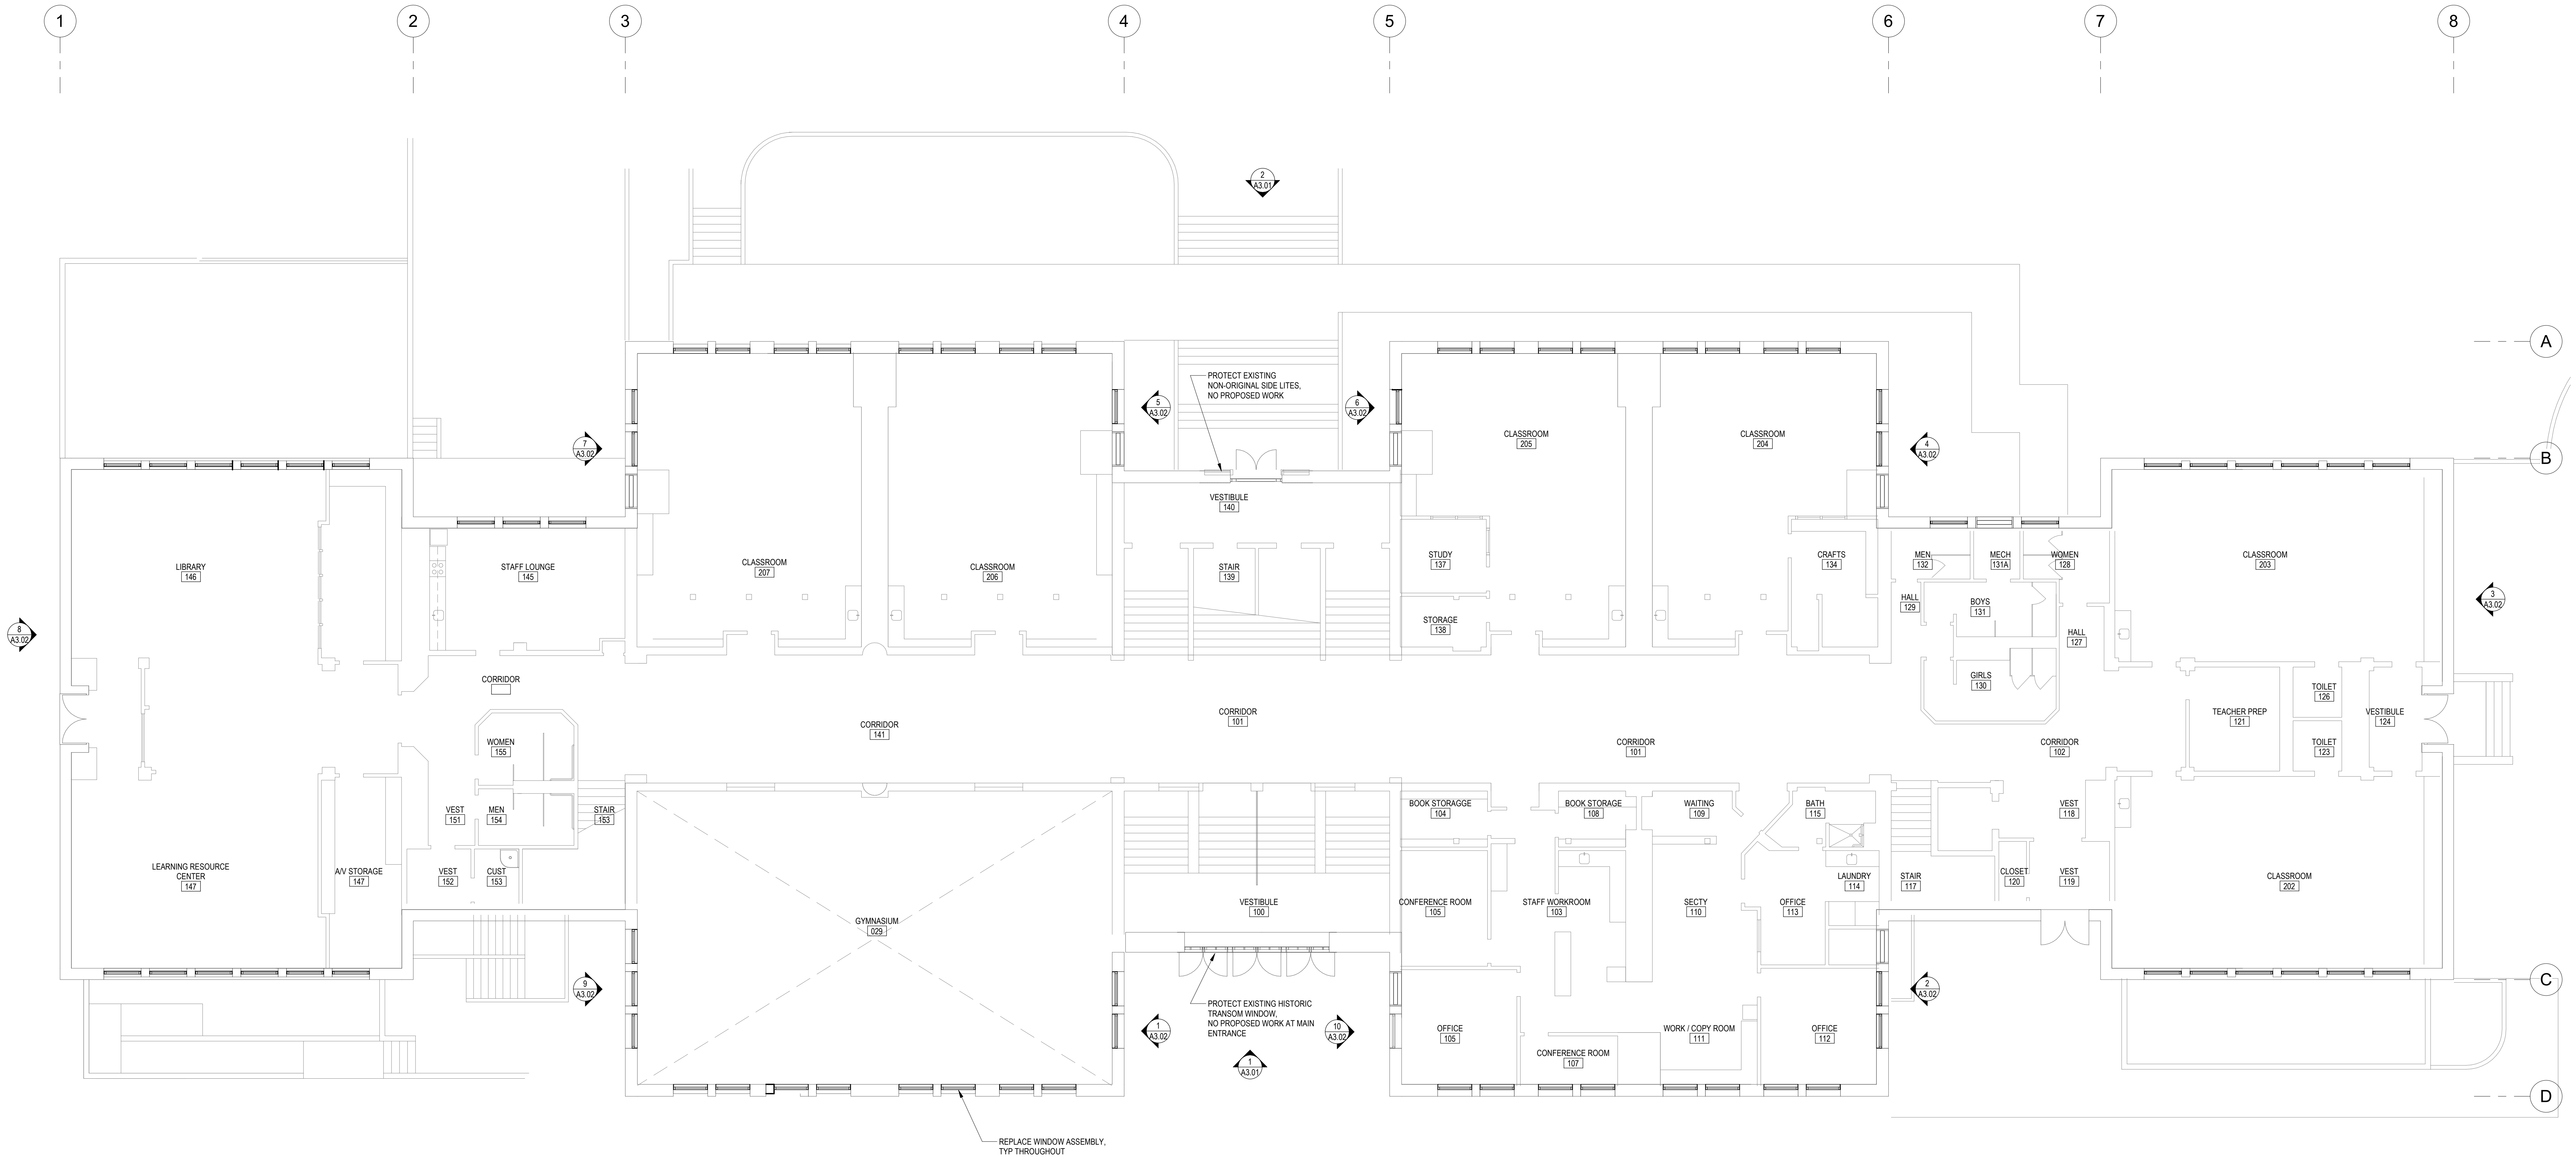 1
2
3
4
5
6
7
8
2
A3.01
A
PROTECT EXISTING
NON-ORIGINAL SIDE LITES,
NO PROPOSED WORK
5
A3.02
6
A3.02
7
A3.02
4
A3.02
B
CLASSROOM
205
CLASSROOM
204
VESTIBULE
140
LIBRARY
146
STAFF LOUNGE
145
CLASSROOM
207
CLASSROOM
206
STAIR
139
STUDY
137
CRAFTS
134
MEN
132
MECH
131A
WOMEN
128
CLASSROOM
203
HALL
129
BOYS
131
3
A3.02
8
A3.02
STORAGE
138
HALL
127
CORRIDOR
GIRLS
130
TOILET
126
CORRIDOR
141
CORRIDOR
101
TEACHER PREP
121
VESTIBULE
124
WOMEN
155
CORRIDOR
101
CORRIDOR
102
TOILET
123
VEST
151
MEN
154
STAIR
153
BOOK STORAGGE
104
BOOK STORAGE
108
WAITING
109
BATH
115
VEST
118
LEARNING RESOURCE
CENTER
147
A/V STORAGE
147
VEST
152
CUST
153
LAUNDRY
114
STAIR
117
CLOSET
120
VEST
119
CLASSROOM
202
GYMNASIUM
029
VESTIBULE
100
CONFERENCE ROOM
105
STAFF WORKROOM
103
SECTY
110
OFFICE
113
9
A3.02
2
A3.02
C
PROTECT EXISTING HISTORIC
TRANSOM WINDOW,
NO PROPOSED WORK AT MAIN
ENTRANCE
1
A3.02
10
A3.02
1
A3.01
OFFICE
105
CONFERENCE ROOM
107
WORK / COPY ROOM
111
OFFICE
112
D
REPLACE WINDOW ASSEMBLY,
TYP THROUGHOUT